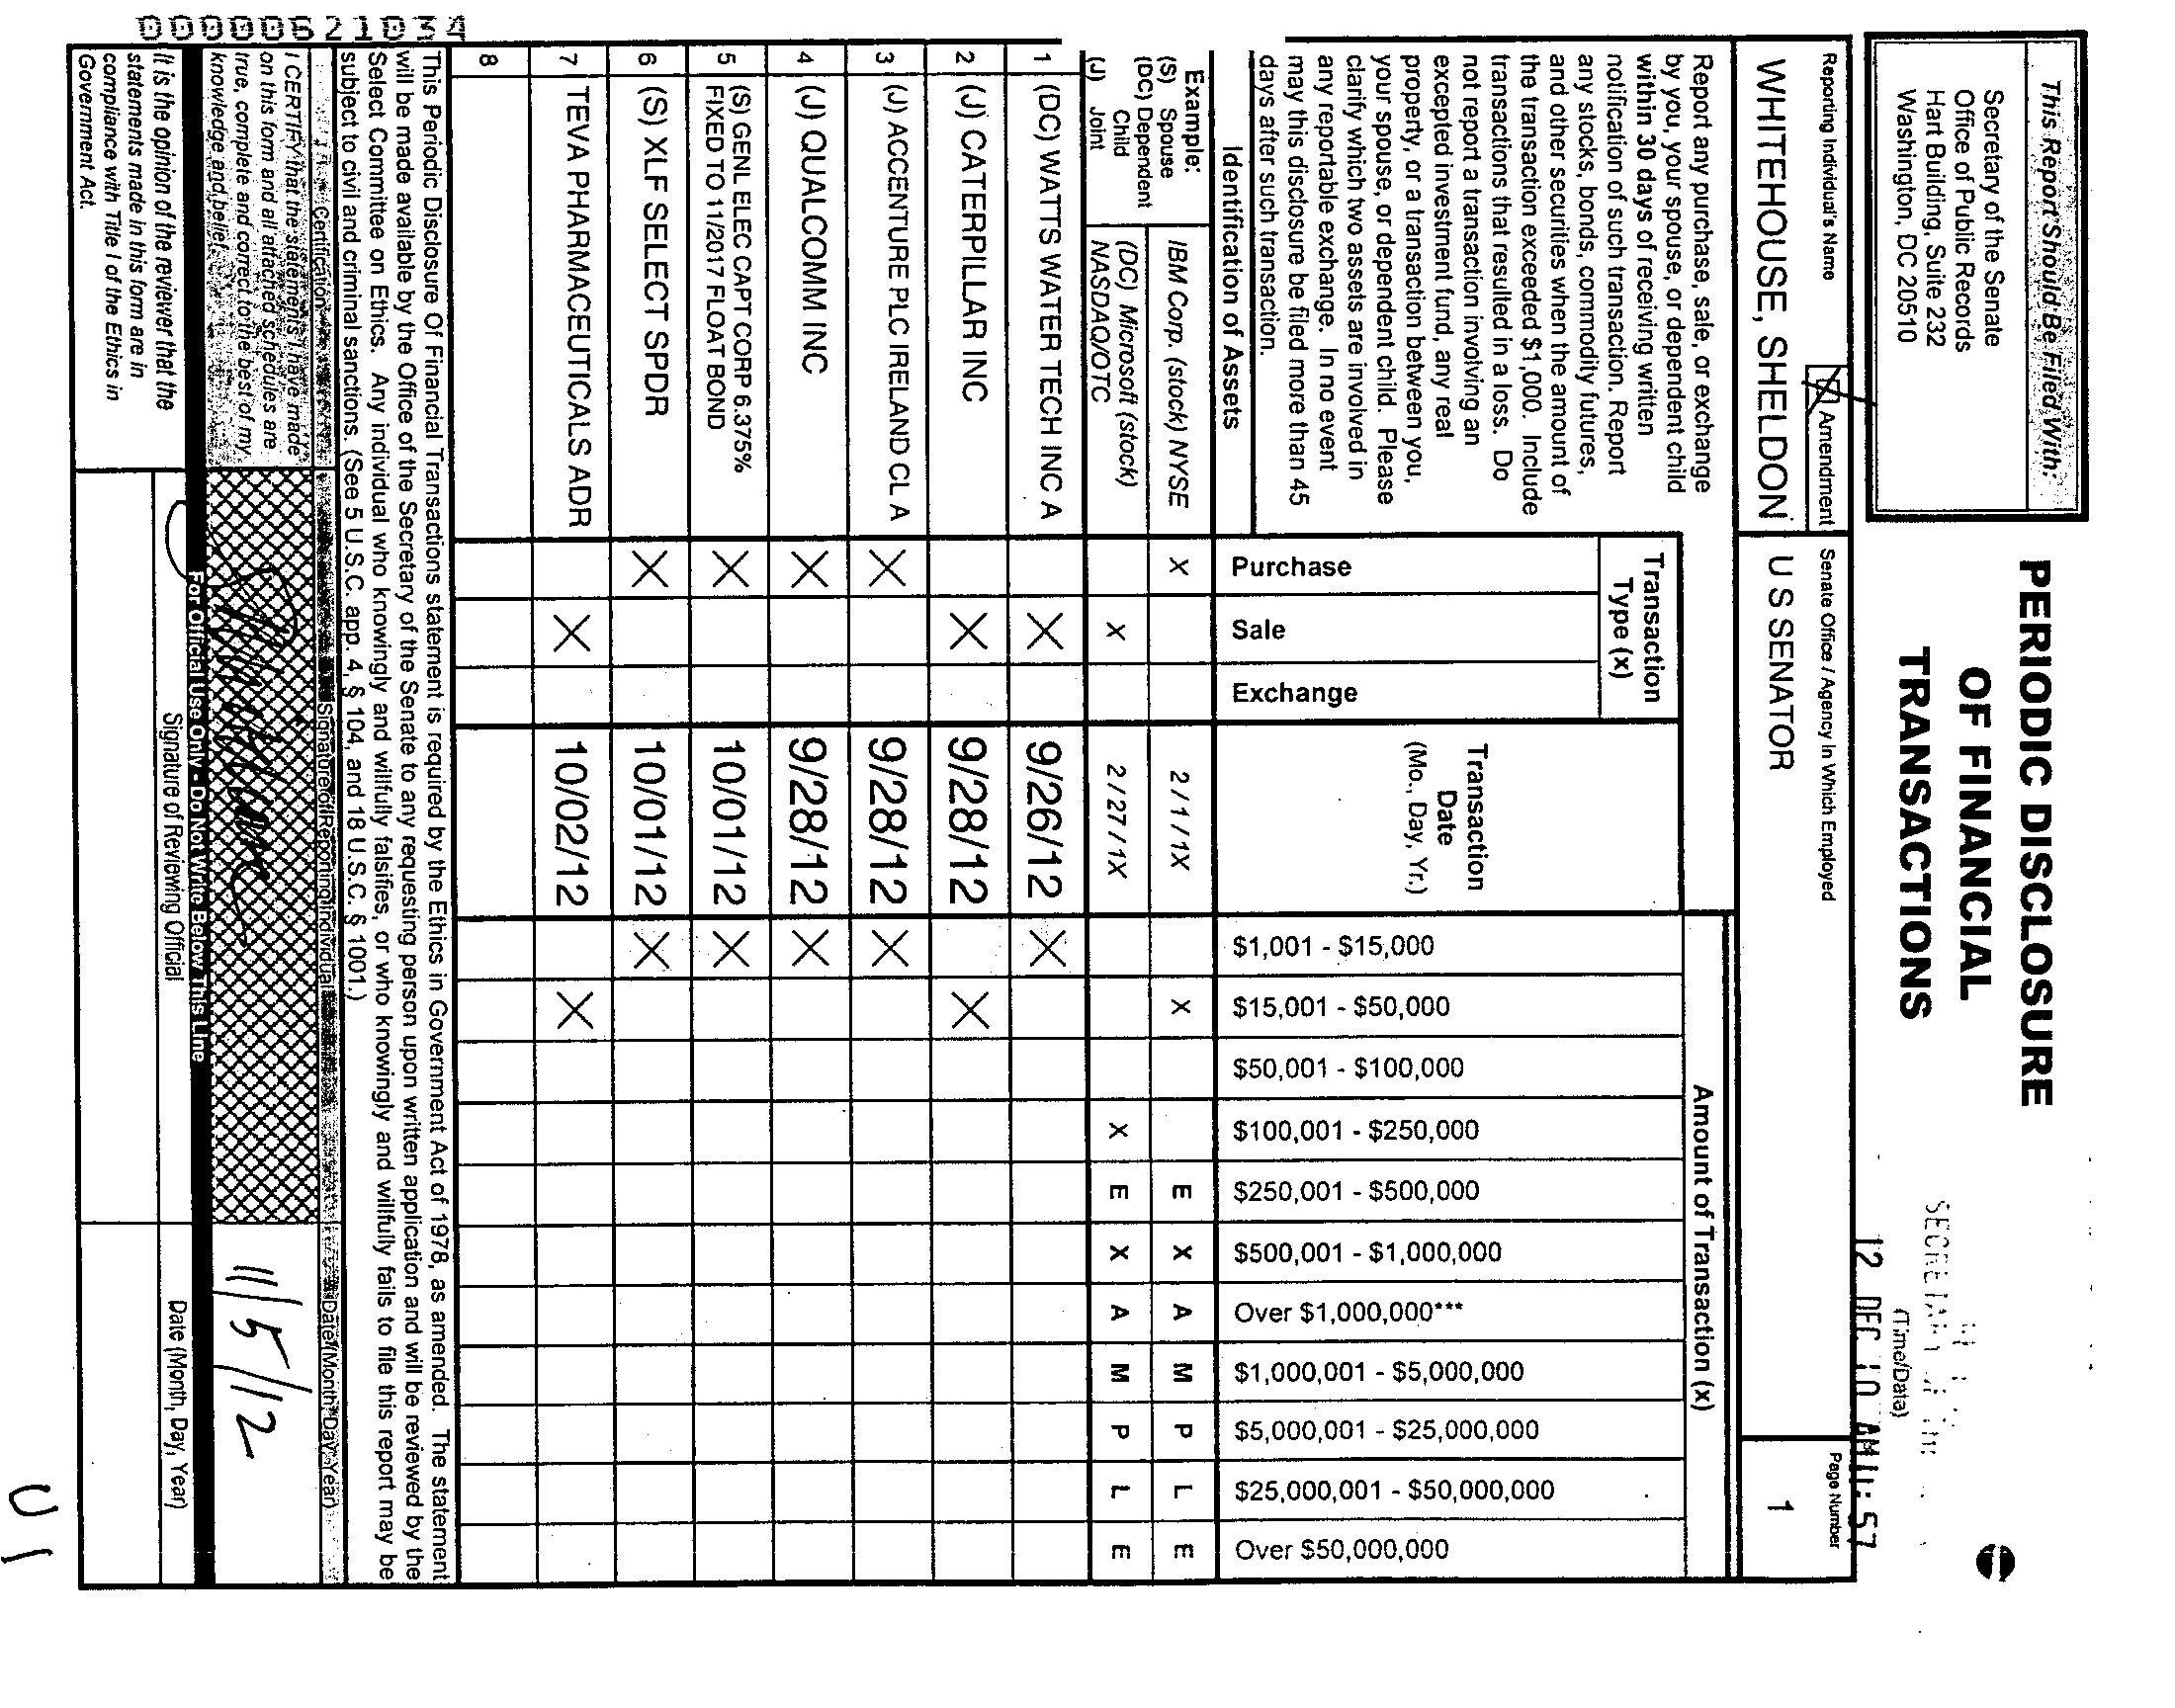 This Report Should Be Filed With:
Secretary of the Senate
Office of Public Records
Hart Building, Suite 232
Washington, DC 20510
PERIODIC DISCLOSURE
OF FINANCIAL
TRANSACTIONS
(Time/Date)
12 DEC 10 AM 11:57
Reporting Individual's Name
Amendment
WHITEHOUSE, SHELDON
Senate Office / Agency In Which Employed
U S SENATOR
Page Number
1
Report any purchase, sale, or exchange
by you, your spouse, or dependent child
within 30 days of receiving written
notification of such transaction. Report
any stocks, bonds, commodity futures,
and other securities when the amount of
the transaction exceeded $1,000. Include
transactions that resulted in a loss. Do
not report a transaction involving an
excepted investment fund, any real
property, or a transaction between you,
your spouse, or dependent child. Please
clarify which two assets are involved in
any reportable exchange. In no event
may this disclosure be filed more than 45
days after such transaction.
Identification of Assets
Transaction
Type (x)
Purchase
Sale
Exchange
Transaction
Date
(Mo., Day, Yr.)
Amount of Transaction (x)
$1,001 - $15,000
$15,001 - $50,000
$50,001 - $100,000
$100,001 - $250,000
$250,001 - $500,000
$500,001 - $1,000,000
Over $1,000,000***
$1,000,001 - $5,000,000
$5,000,001 - $25,000,000
$25,000,001 - $50,000,000
Over $50,000,000
Example:
(S) Spouse
(DC) Dependent
Child
(J) Joint
IBM Corp. (stock) NYSE X 2 / 1 / 1X X E X A M P L E
(DC) Microsoft (stock)
NASDAQ/OTC X 2 / 27 / 1X X E X A M P L E
1 (DC) WATTS WATER TECH INC A X 9/26/12 X
2 (J) CATERPILLAR INC X 9/28/12 X
3 (J) ACCENTURE PLC IRELAND CL A X 9/28/12 X
4 (J) QUALCOMM INC X 9/28/12 X
5 (S) GENL ELEC CAPT CORP 6.375%
FIXED TO 11/2017 FLOAT BOND X 10/01/12 X
6 (S) XLF SELECT SPDR X 10/01/12 X
7 TEVA PHARMACEUTICALS ADR X 10/02/12 X
8
This Periodic Disclosure Of Financial Transactions statement is required by the Ethics in Government Act of 1978, as amended. The statement
will be made available by the Office of the Secretary of the Senate to any requesting person upon written application and will be reviewed by the
Select Committee on Ethics. Any individual who knowingly and willfully falsifies, or who knowingly and willfully fails to file this report may be
subject to civil and criminal sanctions. (See 5 U.S.C. app. 4, § 104, and 18 U.S.C. § 1001.)
Certification
Signature of Reporting Individual
Date (Month, Day, Year)
I CERTIFY that the statements I have made
on this form and all attached schedules are
true, complete and correct to the best of my
knowledge and belief.
11/5/12
For Official Use Only - Do Not Write Below This Line
It is the opinion of the reviewer that the
statements made in this form are in
compliance with Title I of the Ethics in
Government Act.
Signature of Reviewing Official
Date (Month, Day, Year)
00000621034